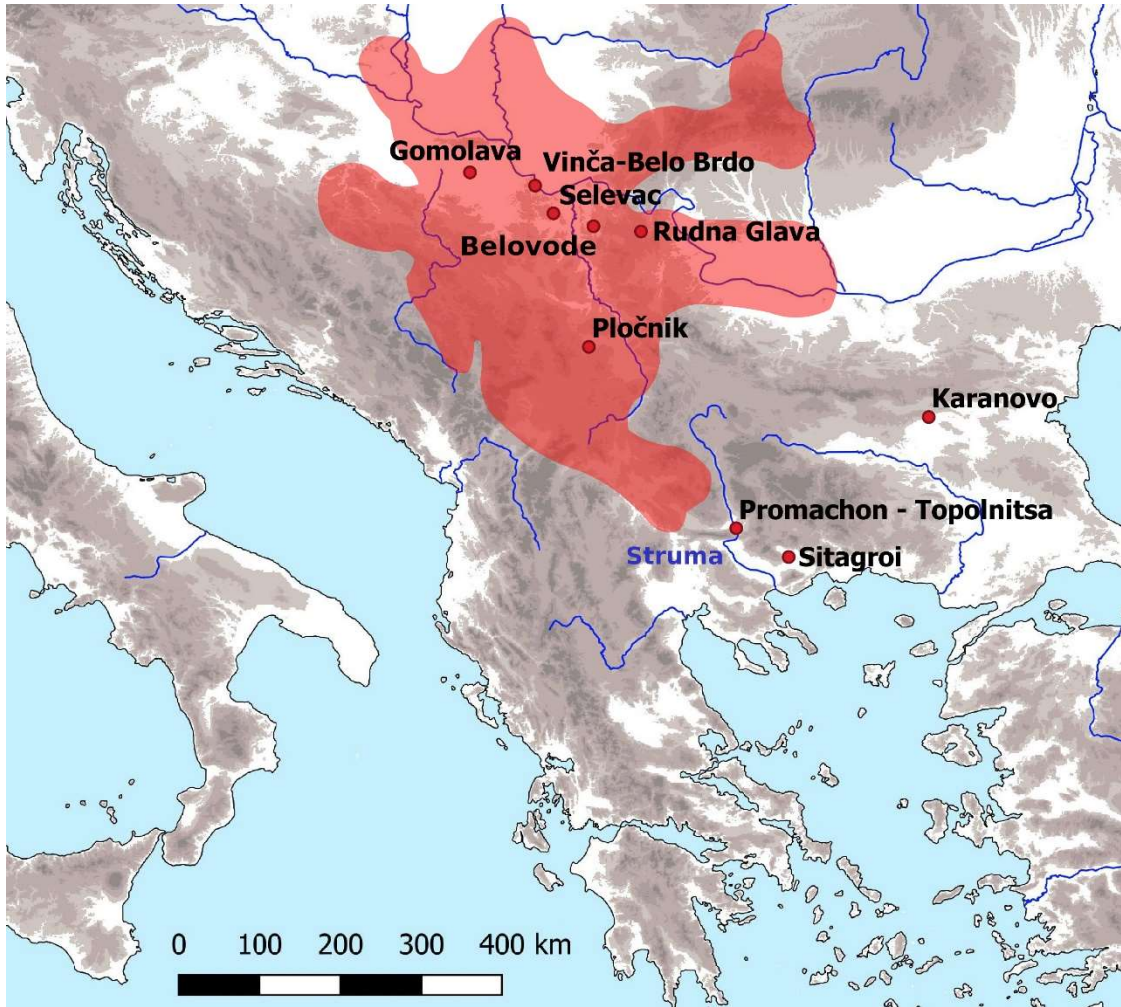 Gomolava
Vinča-Belo Brdo
Selevac
Belovode
Rudna Glava
Pločnik
Karanovo
Promachon - Topolnitsa
Struma
Sitagroi
0 100 200 300 400 km